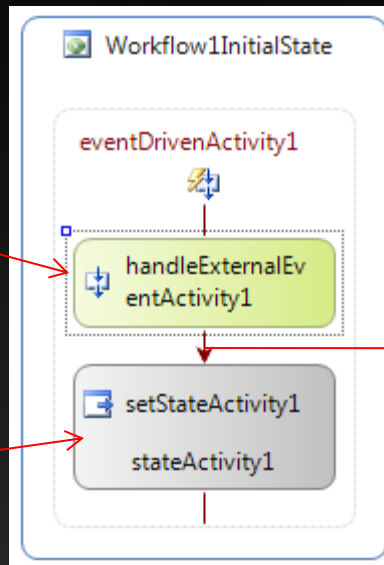 Workflow1InitialState
eventDrivenActivity1
handleExternalEv
entActivity1
setStateActivity1
stateActivity1